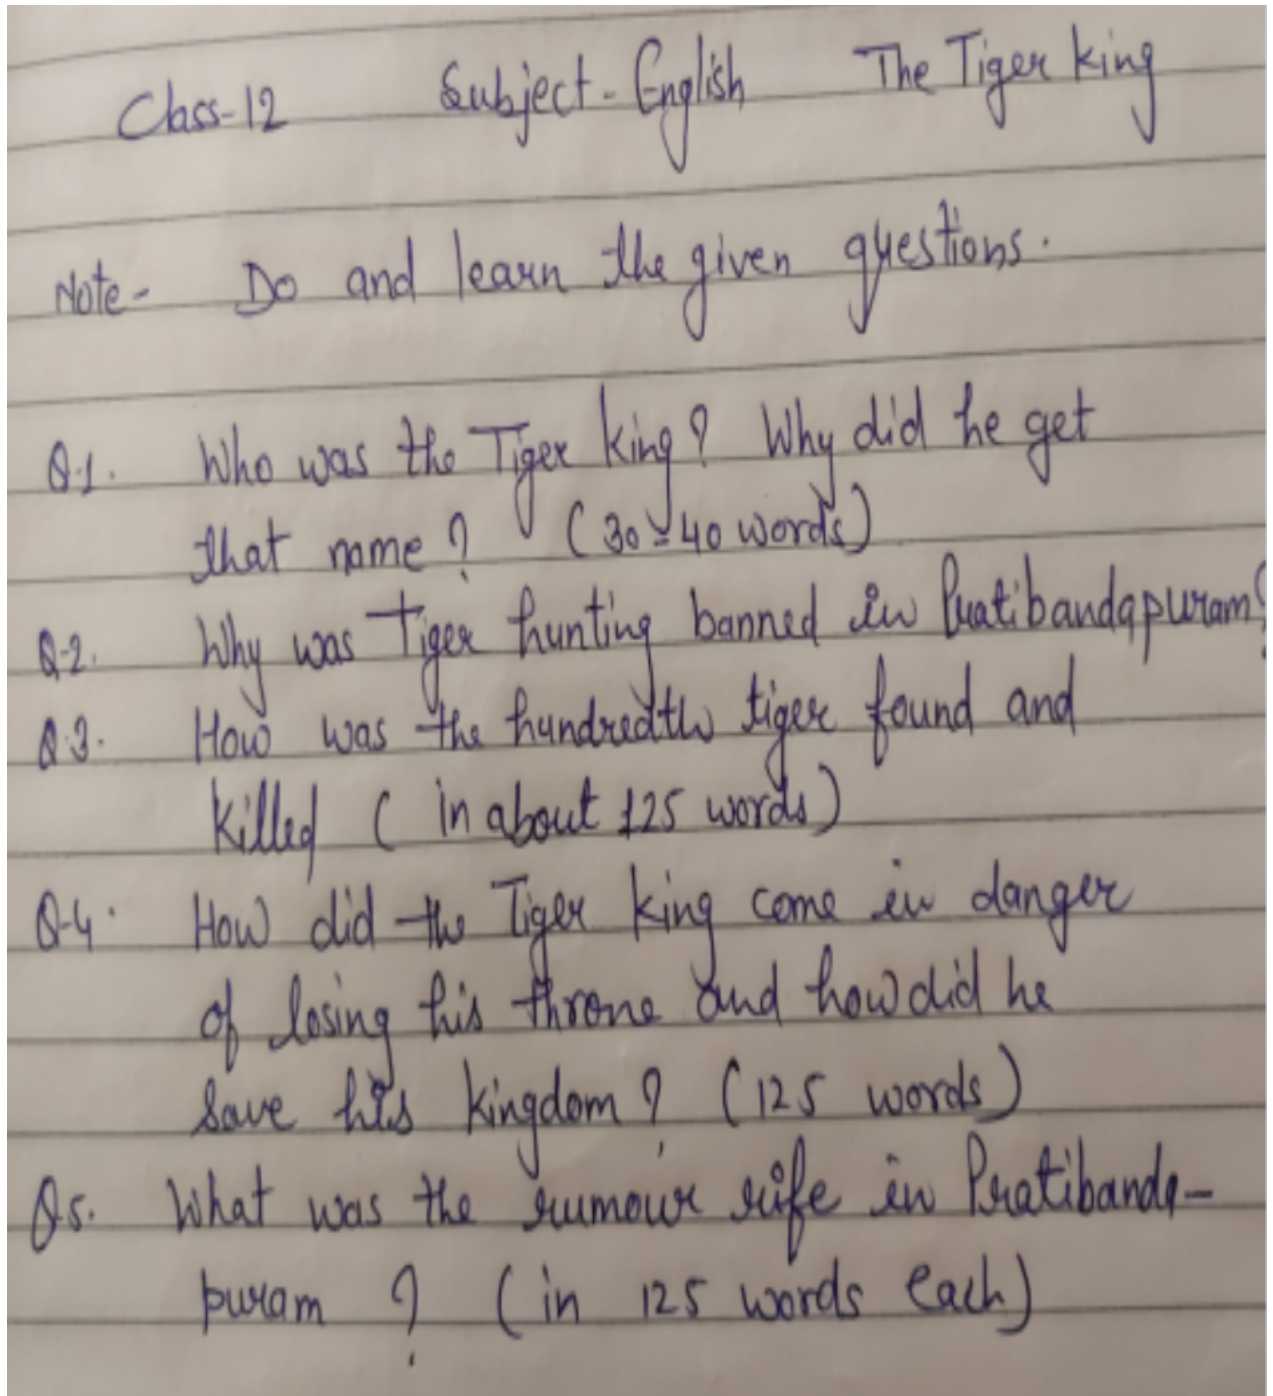 Class-12 Subject-English The Tiger King
Note- Do and learn the given questions.
Q.1. Who was the Tiger King? Why did he get
that name? (30-40 words)
Q-2. Why was Tiger hunting banned in Pratibandapuram?
Q.3. How was the hundredth tiger found and
killed (in about 125 words)
Q-4. How did the Tiger King come in danger
of losing his throne and how did he
save his kingdom? (125 words)
Q5. What was the rumour rife in Pratibanda-
puram? (in 125 words each)